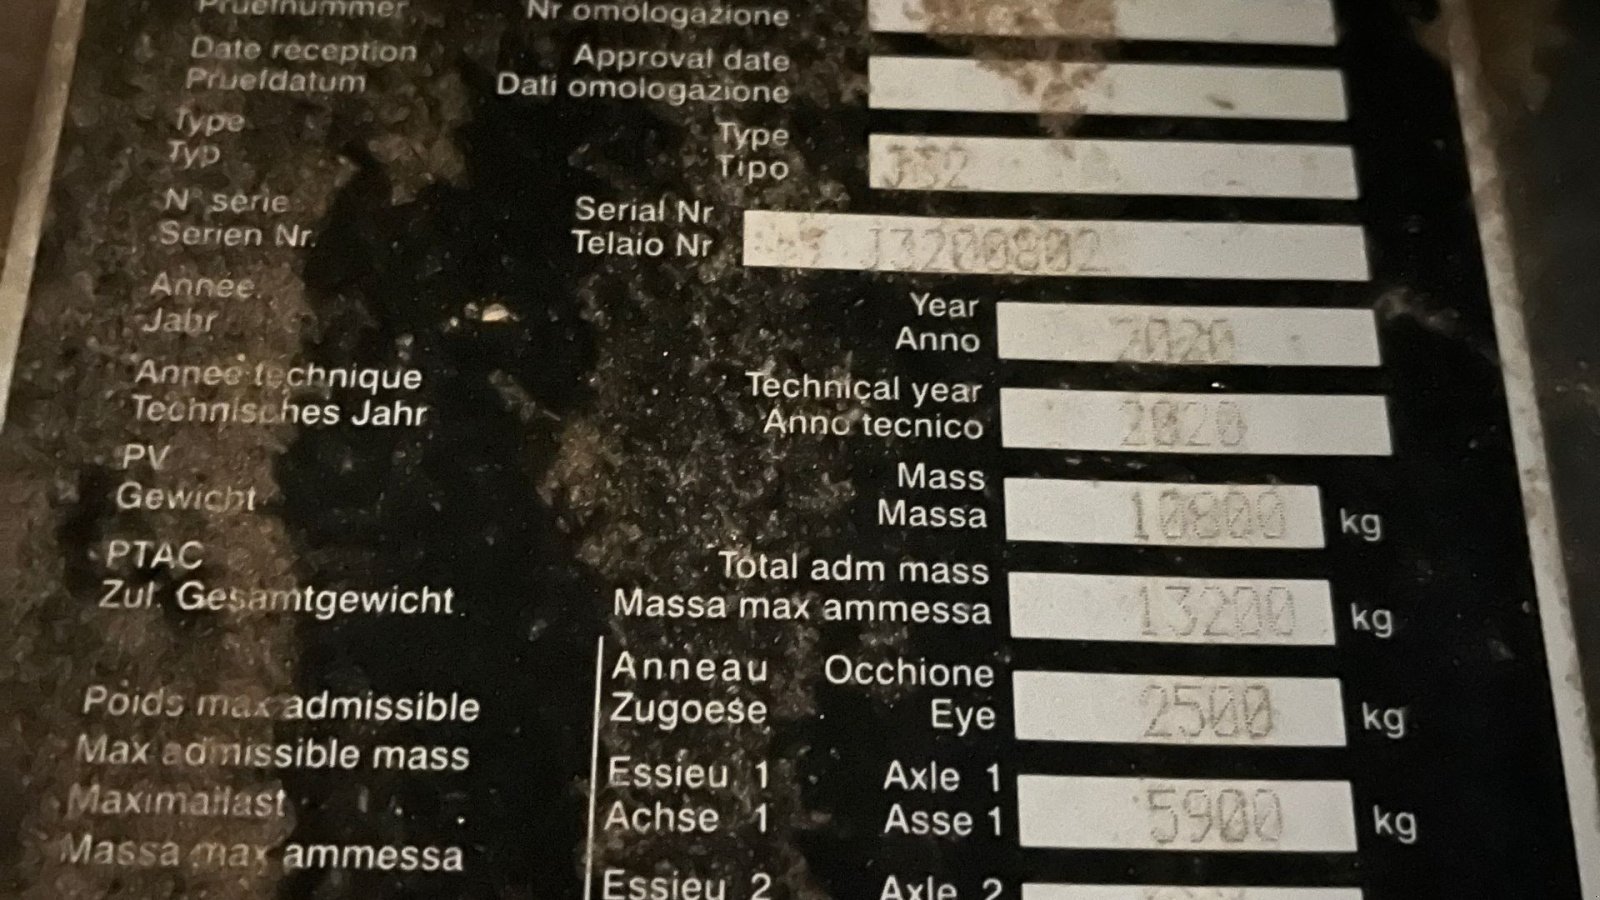 Pruefnummer Nr omologazione
Date reception Approval date
Pruefdatum Dati omologazione
Type Type
Typ Tipo
N° serie Serial Nr
Serien Nr. Telaio Nr J3200802
Annee Year
Jahr Anno 2020
Annee technique Technical year
Technisches Jahr Anno tecnico 2020
PV Mass
Gewicht Massa 10800 kg
PTAC Total adm mass
Zul. Gesamtgewicht Massa max ammessa 13200 kg
Anneau Occhione
Poids max admissible Zugoese Eye 2500 kg
Max admissible mass
Essieu 1 Axle 1
Maximallast Achse 1 Asse 1 5900 kg
Massa max ammessa
Essieu 2 Axle 2